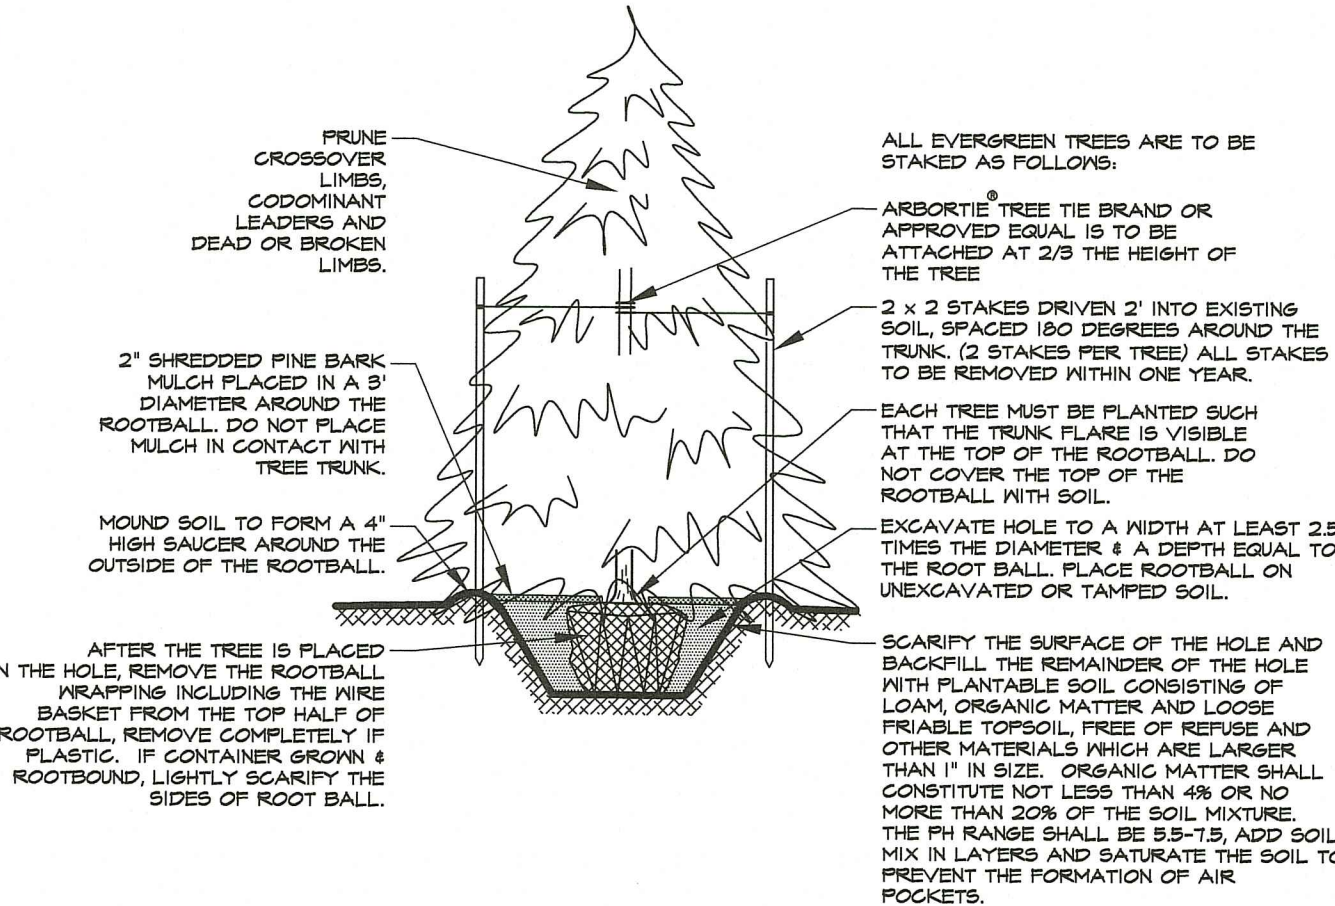 PRUNE
CROSSOVER
LIMBS,
CODOMINANT
LEADERS AND
DEAD OR BROKEN
LIMBS.
2" SHREDDED PINE BARK
MULCH PLACED IN A 3'
DIAMETER AROUND THE
ROOTBALL. DO NOT PLACE
MULCH IN CONTACT WITH
TREE TRUNK.
MOUND SOIL TO FORM A 4"
HIGH SAUCER AROUND THE
OUTSIDE OF THE ROOTBALL.
AFTER THE TREE IS PLACED
N THE HOLE, REMOVE THE ROOTBALL
WRAPPING INCLUDING THE WIRE
BASKET FROM THE TOP HALF OF
ROOTBALL, REMOVE COMPLETELY IF
PLASTIC. IF CONTAINER GROWN &
ROOTBOUND, LIGHTLY SCARIFY THE
SIDES OF ROOT BALL.
ALL EVERGREEN TREES ARE TO BE
STAKED AS FOLLOWS:
ARBORTIE® TREE TIE BRAND OR
APPROVED EQUAL IS TO BE
ATTACHED AT 2/3 THE HEIGHT OF
THE TREE
2 x 2 STAKES DRIVEN 2' INTO EXISTING
SOIL, SPACED 180 DEGREES AROUND THE
TRUNK. (2 STAKES PER TREE) ALL STAKES
TO BE REMOVED WITHIN ONE YEAR.
EACH TREE MUST BE PLANTED SUCH
THAT THE TRUNK FLARE IS VISIBLE
AT THE TOP OF THE ROOTBALL. DO
NOT COVER THE TOP OF THE
ROOTBALL WITH SOIL.
EXCAVATE HOLE TO A WIDTH AT LEAST 2.5
TIMES THE DIAMETER & A DEPTH EQUAL TO
THE ROOT BALL. PLACE ROOTBALL ON
UNEXCAVATED OR TAMPED SOIL.
SCARIFY THE SURFACE OF THE HOLE AND
BACKFILL THE REMAINDER OF THE HOLE
WITH PLANTABLE SOIL CONSISTING OF
LOAM, ORGANIC MATTER AND LOOSE
FRIABLE TOPSOIL, FREE OF REFUSE AND
OTHER MATERIALS WHICH ARE LARGER
THAN 1" IN SIZE. ORGANIC MATTER SHALL
CONSTITUTE NOT LESS THAN 4% OR NO
MORE THAN 20% OF THE SOIL MIXTURE.
THE PH RANGE SHALL BE 5.5-7.5, ADD SOIL
MIX IN LAYERS AND SATURATE THE SOIL TO
PREVENT THE FORMATION OF AIR
POCKETS.